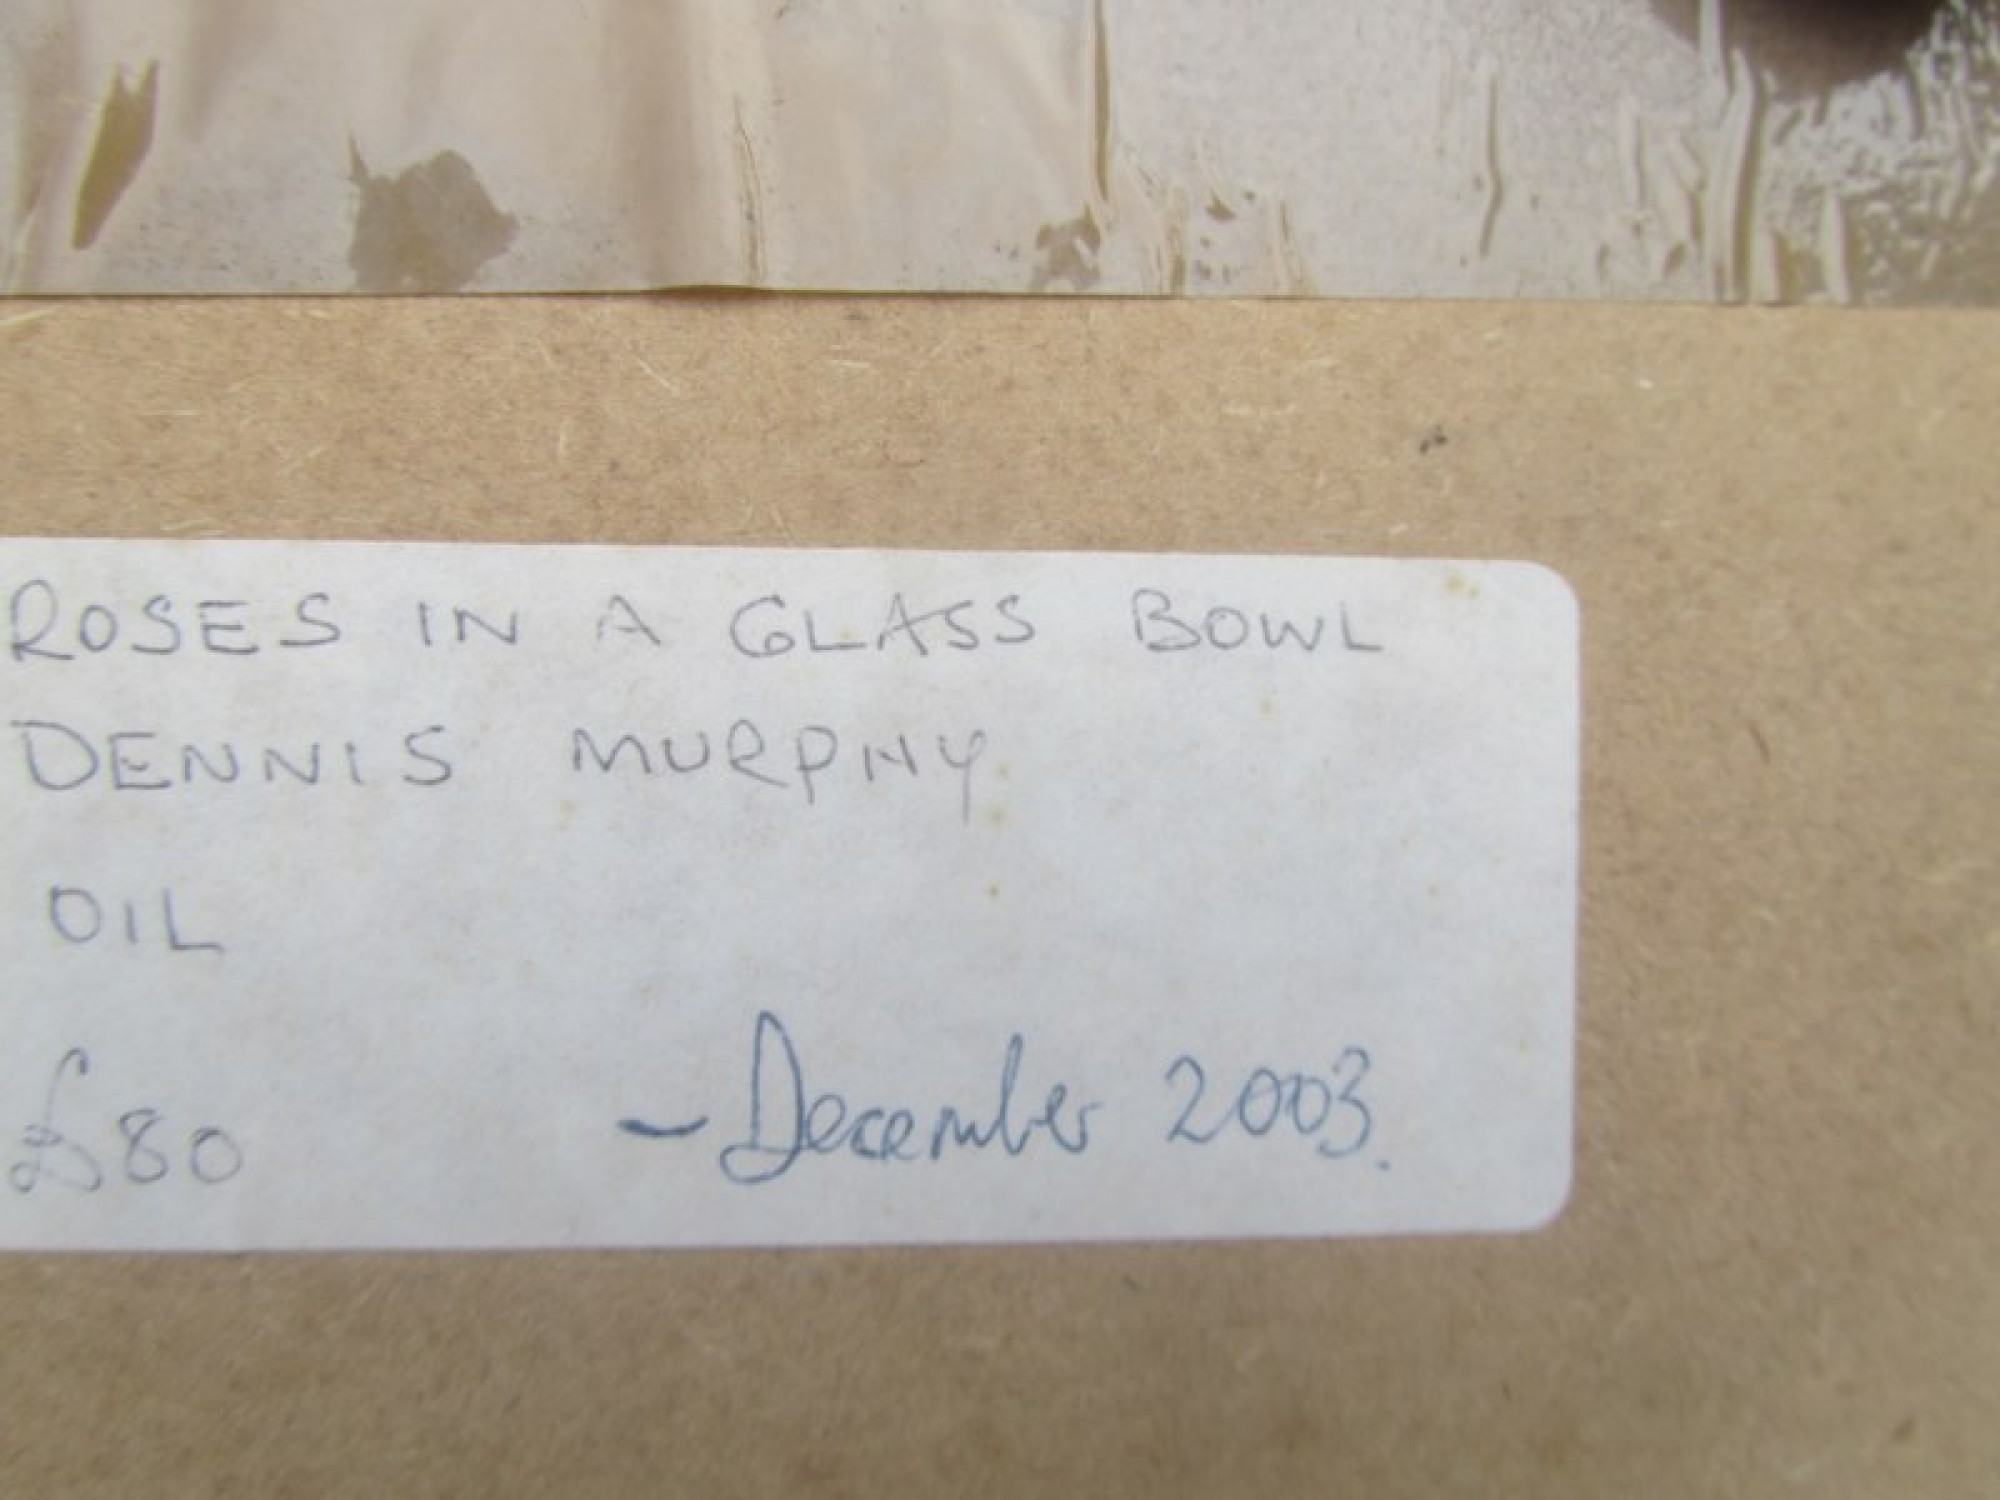 ROSES IN A GLASS BOWL
DENNIS MURPHY
OIL
£80 - December 2003.